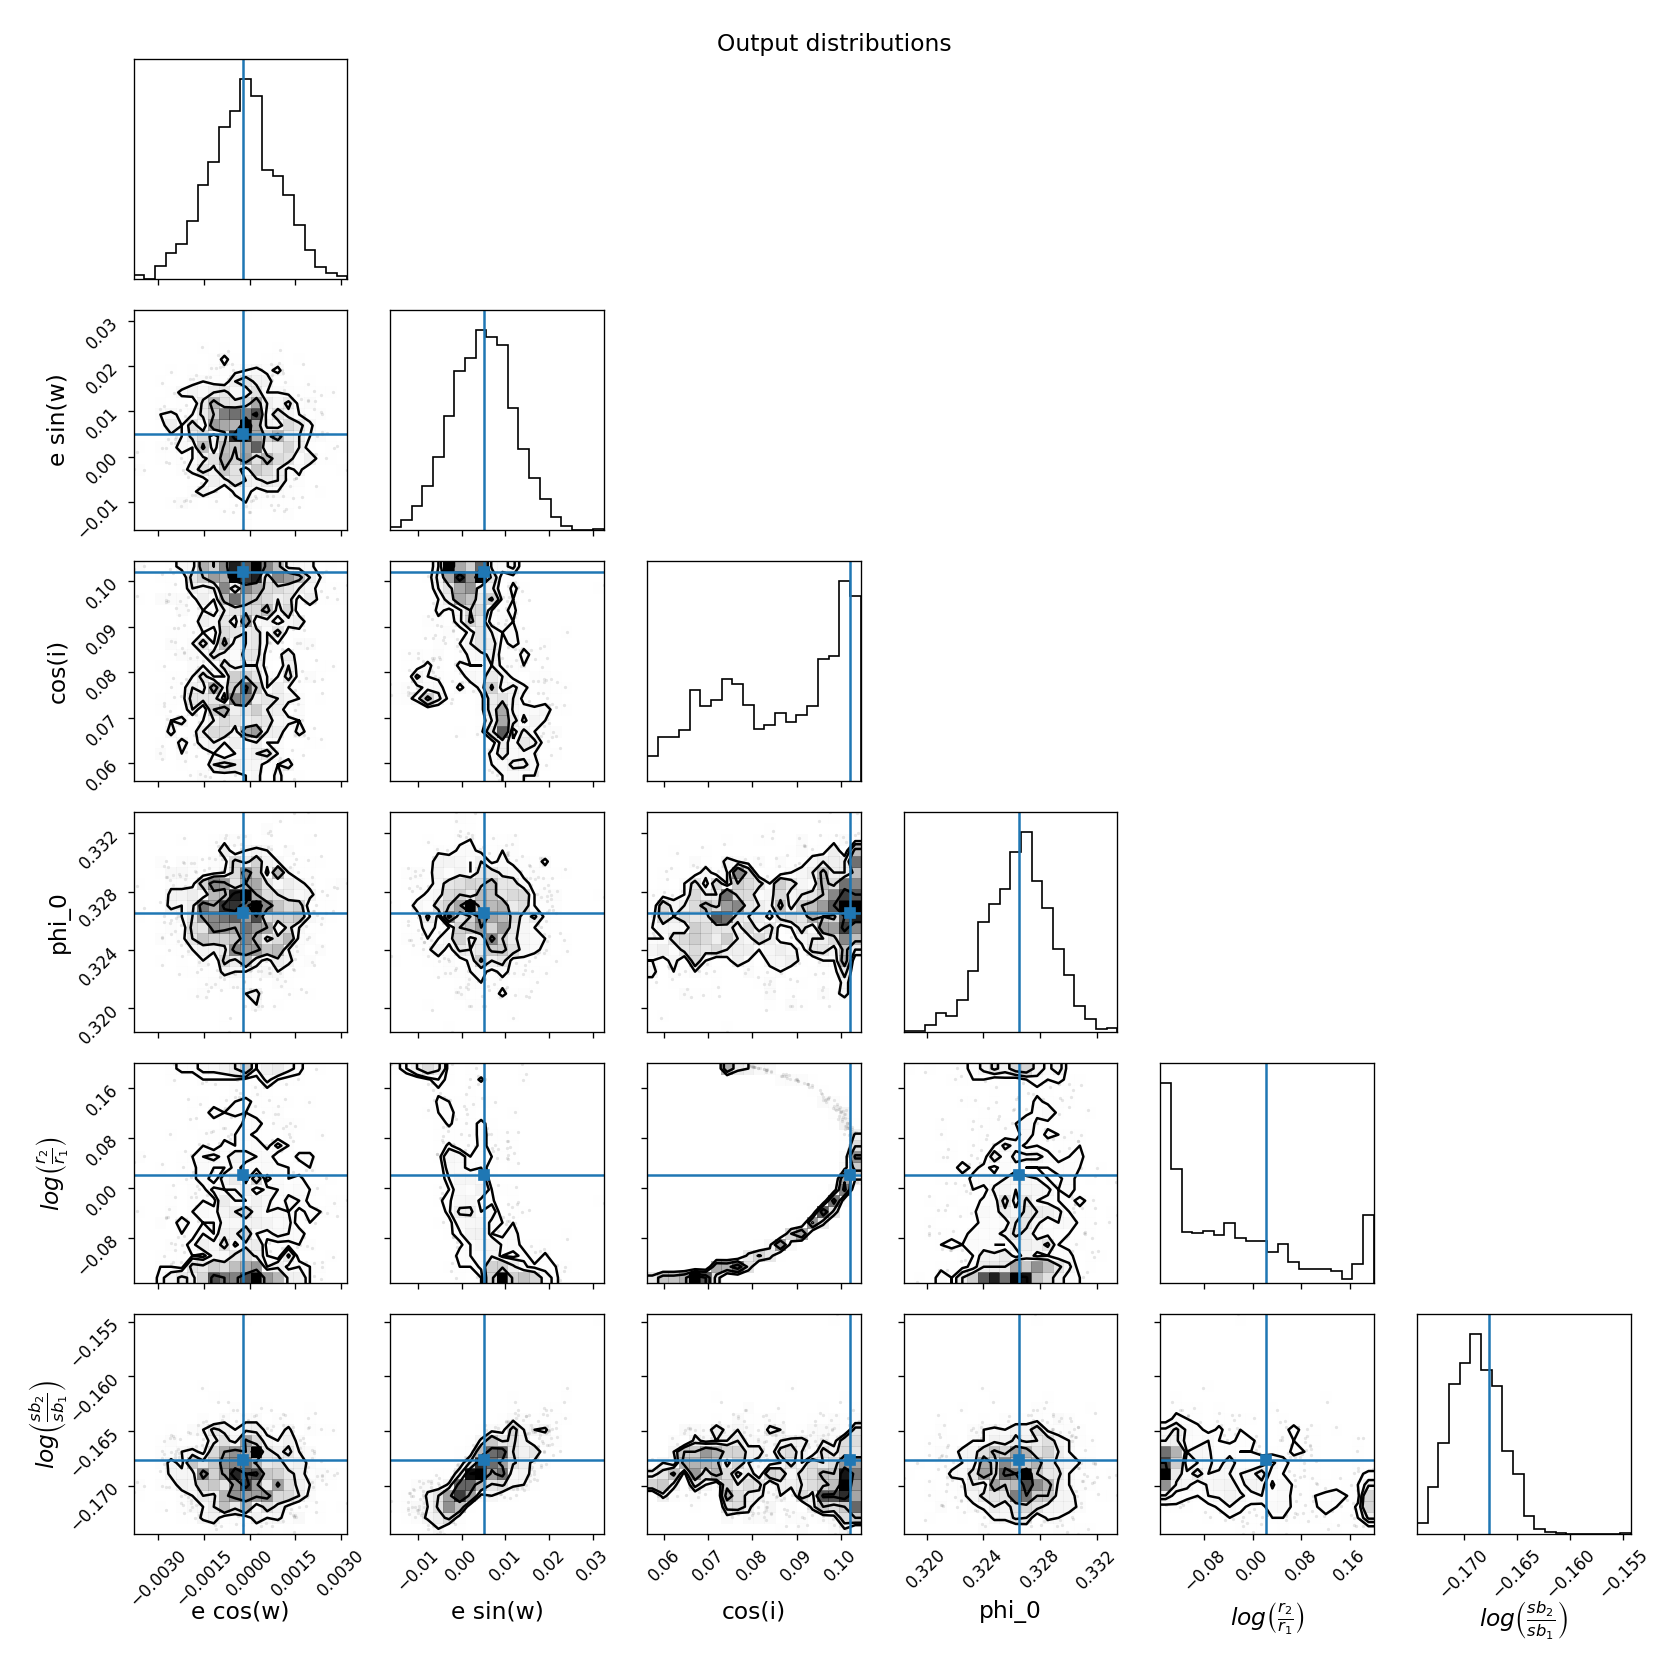 Output distributions
0.03
0.02
0.01
0.00
−0.01
e sin(w)
0.10
0.09
0.08
0.07
0.06
cos(i)
0.332
0.328
0.324
0.320
phi_0
0.16
0.08
0.00
−0.08
log(r₂/r₁)
−0.155
−0.160
−0.165
−0.170
log(sb₂/sb₁)
−0.0030 −0.0015 0.0000 0.0015 0.0030
−0.01 0.00 0.01 0.02 0.03
0.06 0.07 0.08 0.09 0.10
0.320 0.324 0.328 0.332
−0.08 0.00 0.08 0.16
−0.170 −0.165 −0.160 −0.155
e cos(w) e sin(w) cos(i) phi_0 log(r₂/r₁) log(sb₂/sb₁)